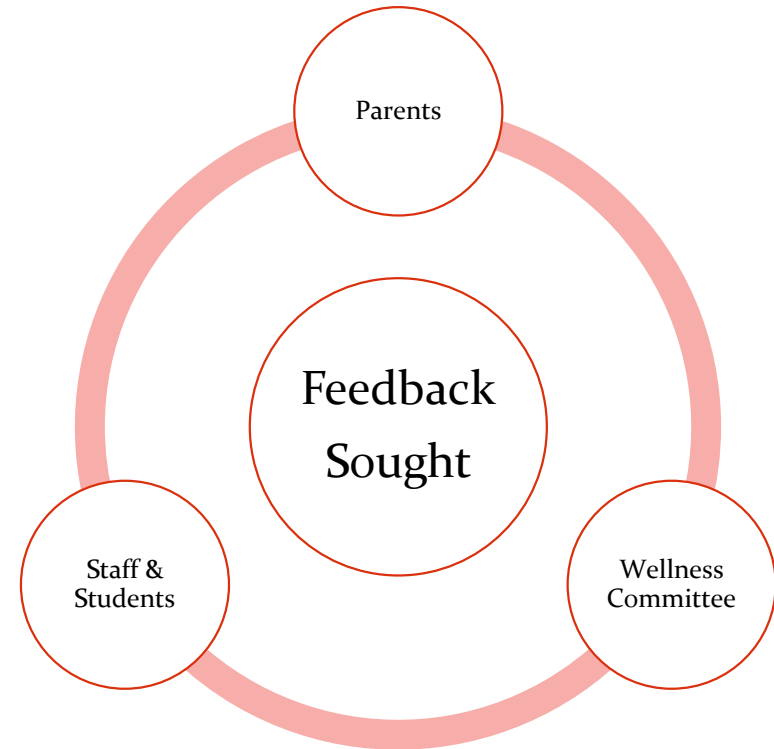 Parents
Feedback
Sought
Staff &
Students
Wellness
Committee